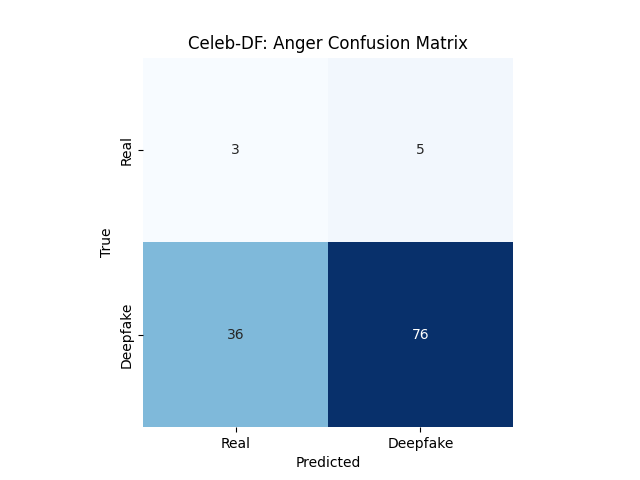 Celeb-DF: Anger Confusion Matrix
True
Real
3
5
Deepfake
36
76
Real
Deepfake
Predicted